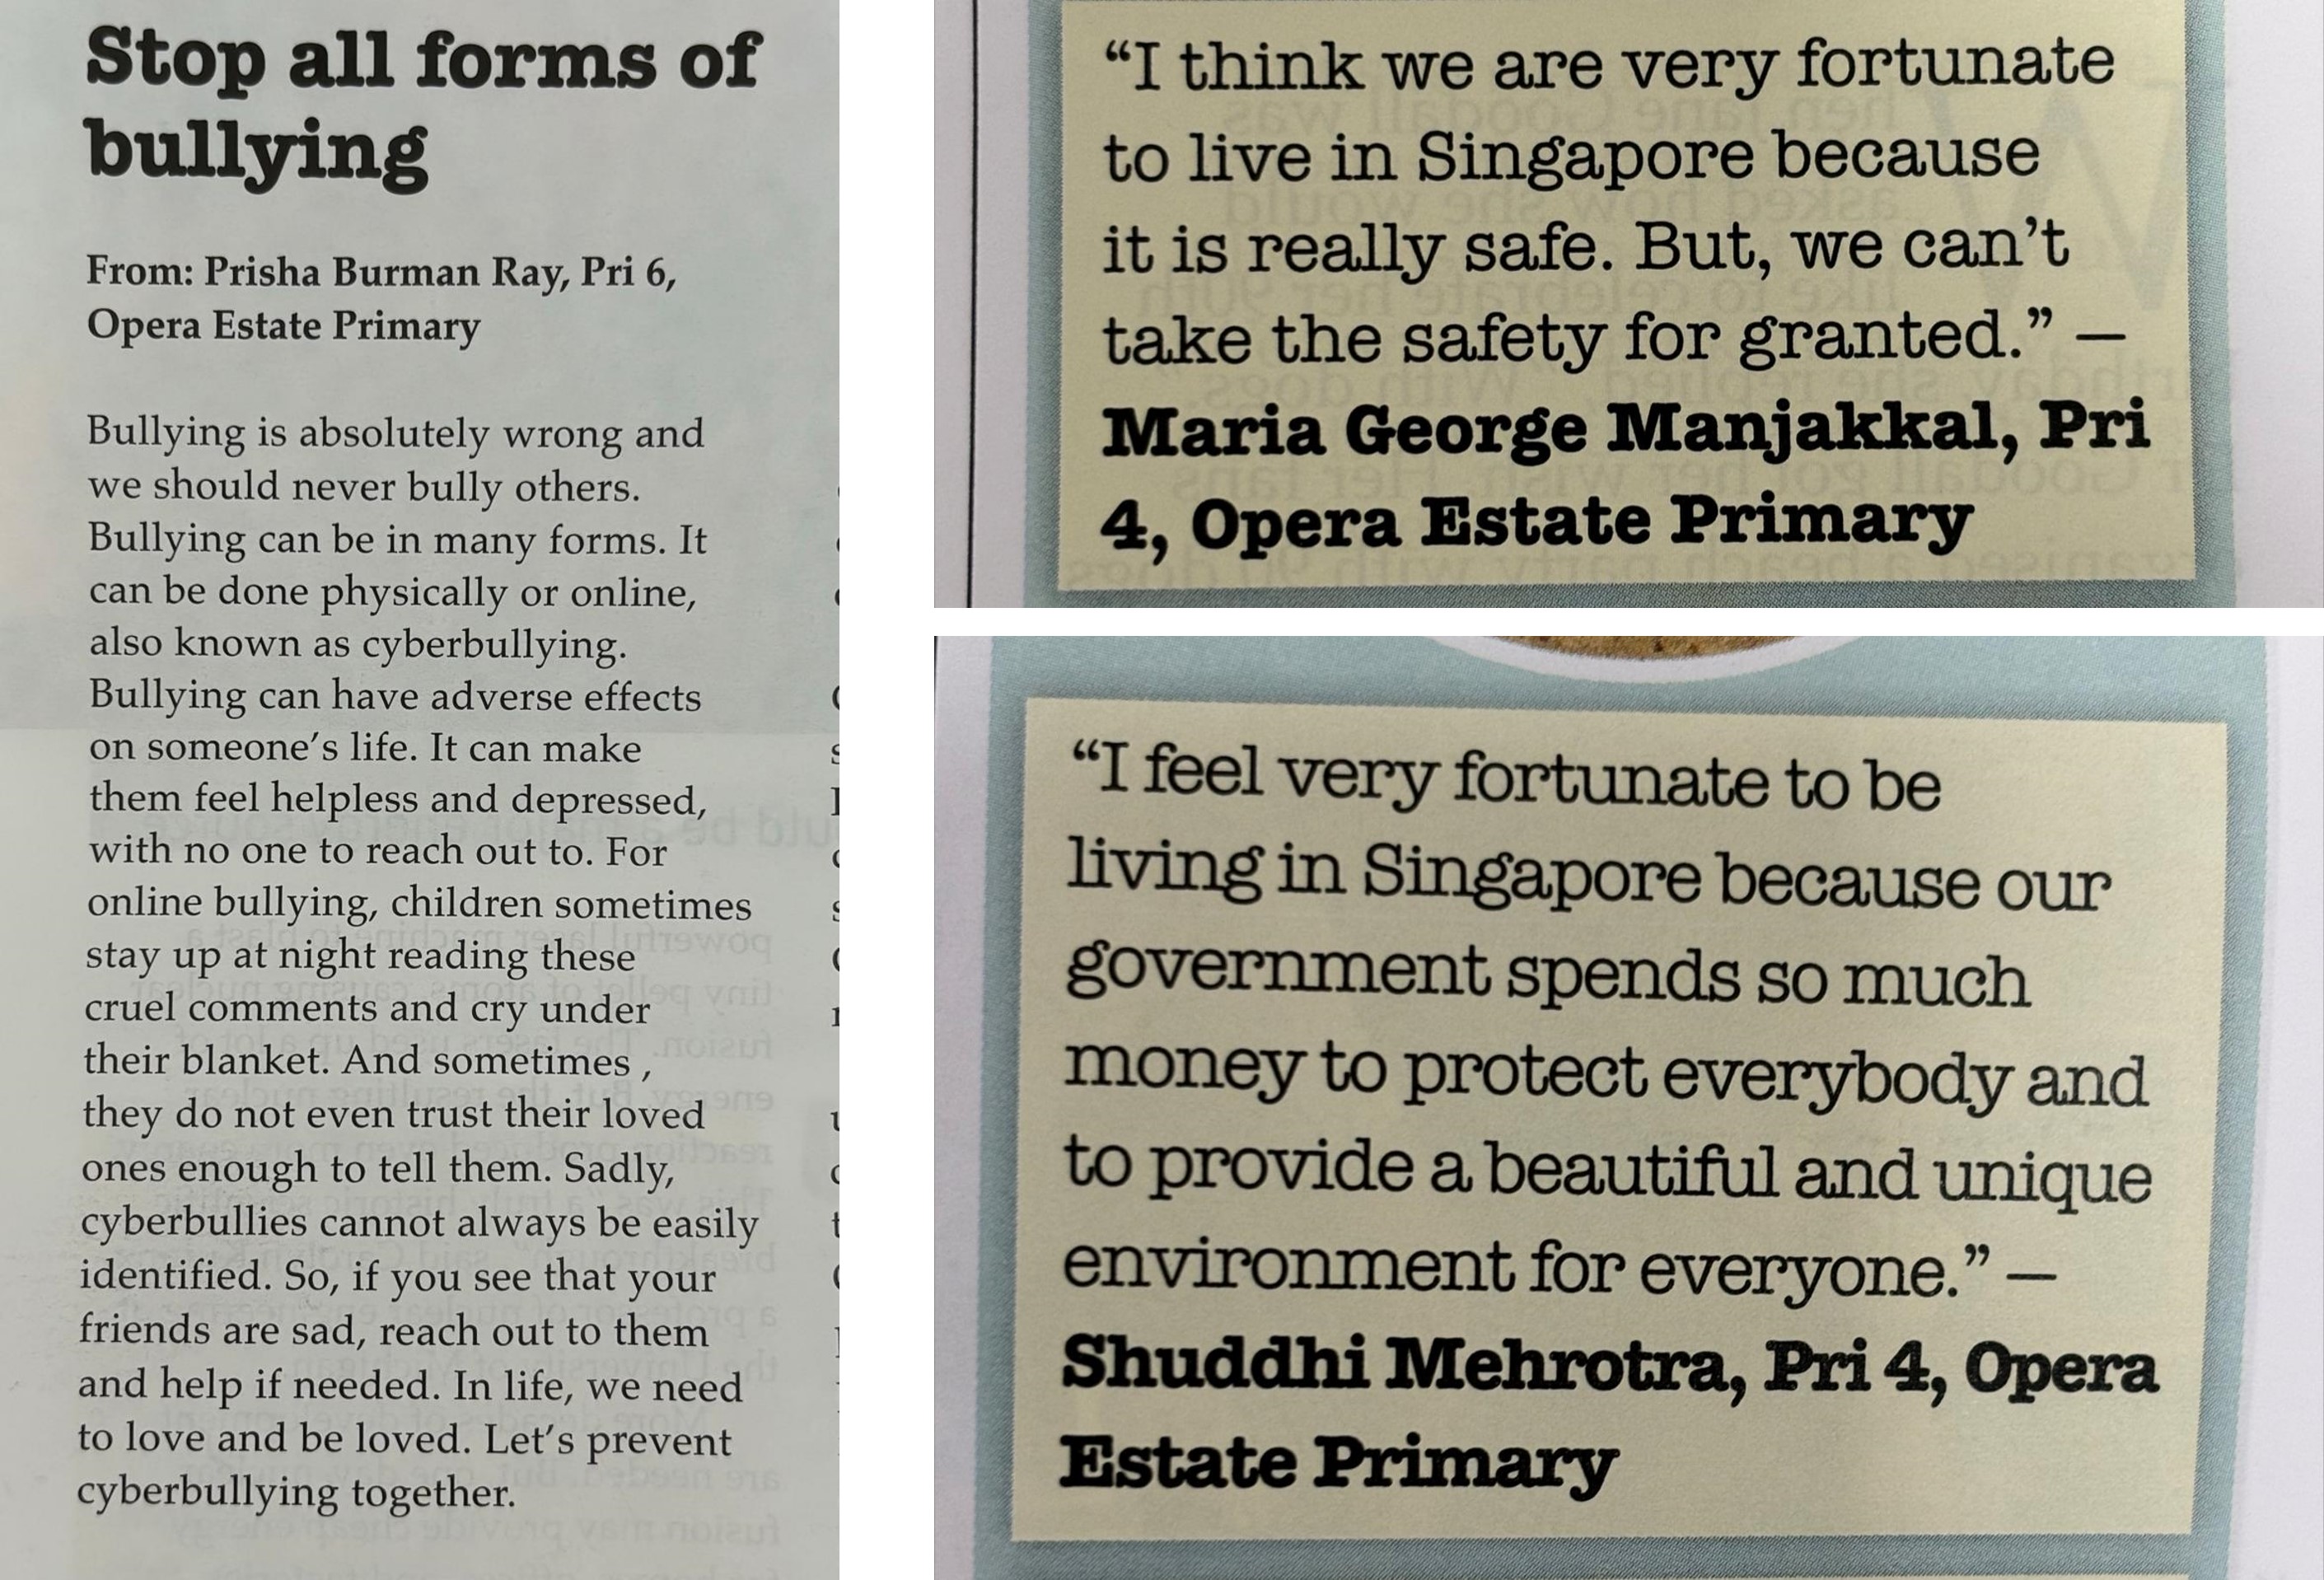 Stop all forms of
bullying
From: Prisha Burman Ray, Pri 6,
Opera Estate Primary
Bullying is absolutely wrong and
we should never bully others.
Bullying can be in many forms. It
can be done physically or online,
also known as cyberbullying.
Bullying can have adverse effects
on someone's life. It can make
them feel helpless and depressed,
with no one to reach out to. For
online bullying, children sometimes
stay up at night reading these
cruel comments and cry under
their blanket. And sometimes ,
they do not even trust their loved
ones enough to tell them. Sadly,
cyberbullies cannot always be easily
identified. So, if you see that your
friends are sad, reach out to them
and help if needed. In life, we need
to love and be loved. Let's prevent
cyberbullying together.
“I think we are very fortunate
to live in Singapore because
it is really safe. But, we can’t
take the safety for granted.” —
Maria George Manjakkal, Pri
4, Opera Estate Primary
“I feel very fortunate to be
living in Singapore because our
government spends so much
money to protect everybody and
to provide a beautiful and unique
environment for everyone.” —
Shuddhi Mehrotra, Pri 4, Opera
Estate Primary